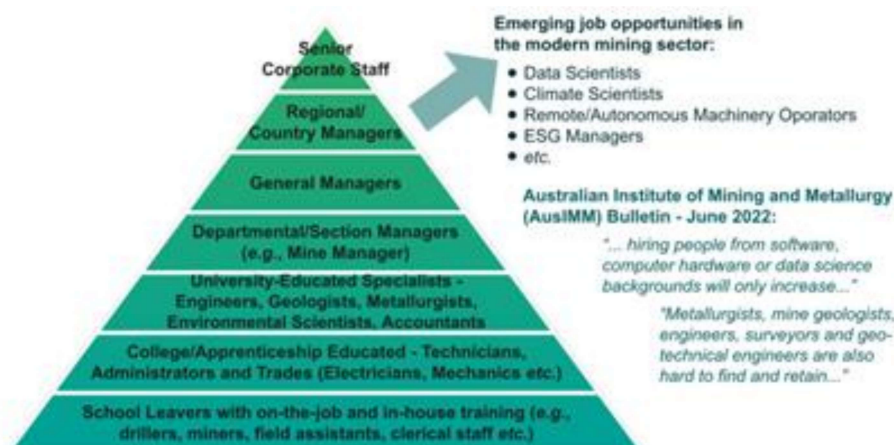 Senior
Corporate Staff
Regional/
Country Managers
General Managers
Departmental/Section Managers
(e.g., Mine Manager)
University-Educated Specialists -
Engineers, Geologists, Metallurgists,
Environmental Scientists, Accountants
College/Apprenticeship Educated - Technicians,
Administrators and Trades (Electricians, Mechanics etc.)
School Leavers with on-the-job and in-house training (e.g.,
drillers, miners, field assistants, clerical staff etc.)
Emerging job opportunities in
the modern mining sector:
• Data Scientists
• Climate Scientists
• Remote/Autonomous Machinery Oporators
• ESG Managers
• etc.
Australian Institute of Mining and Metallurgy
(AusIMM) Bulletin - June 2022:
"... hiring people from software,
computer hardware or data science
backgrounds will only increase..."
"Metallurgists, mine geologists,
engineers, surveyors and geo-
technical engineers are also
hard to find and retain..."